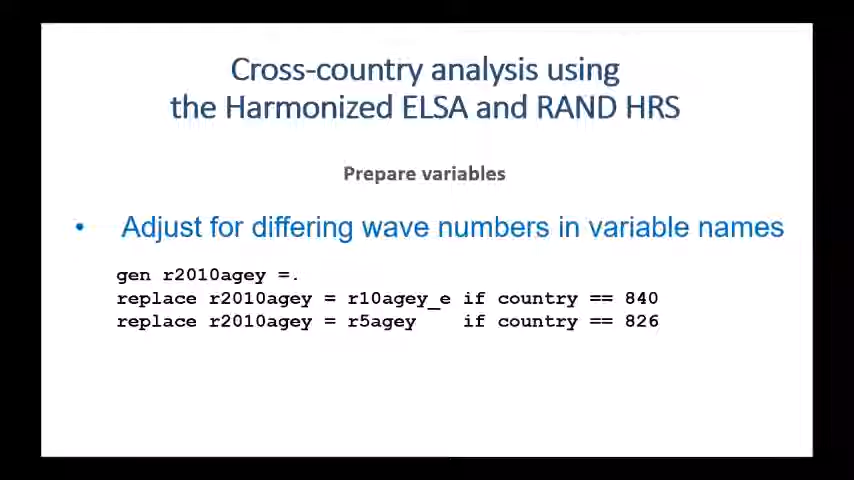 Cross-country analysis using
the Harmonized ELSA and RAND HRS
Prepare variables
• Adjust for differing wave numbers in variable names
gen r2010agey =.
replace r2010agey = r10agey_e if country == 840
replace r2010agey = r5agey    if country == 826